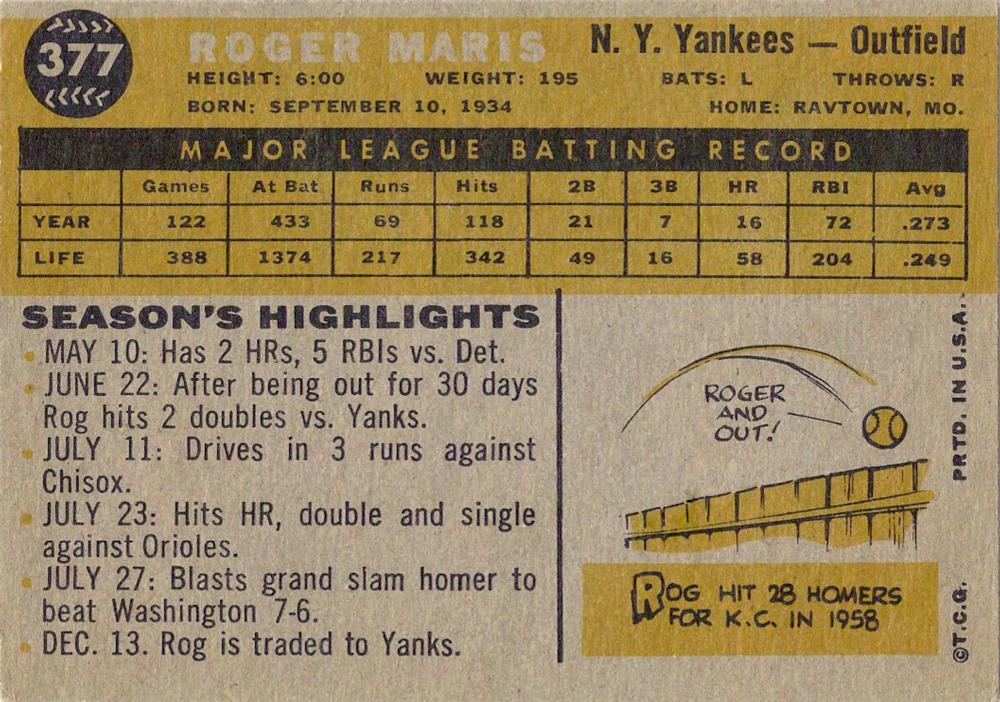 377
ROGER MARIS
N. Y. Yankees — Outfield
HEIGHT: 6:00 WEIGHT: 195 BATS: L THROWS: R
BORN: SEPTEMBER 10, 1934 HOME: RAVTOWN, MO.
MAJOR LEAGUE BATTING RECORD
Games At Bat Runs Hits 2B 3B HR RBI Avg
YEAR 122 433 69 118 21 7 16 72 .273
LIFE 388 1374 217 342 49 16 58 204 .249
SEASON'S HIGHLIGHTS
• MAY 10: Has 2 HRs, 5 RBIs vs. Det.
• JUNE 22: After being out for 30 days
Rog hits 2 doubles vs. Yanks.
• JULY 11: Drives in 3 runs against
Chisox.
• JULY 23: Hits HR, double and single
against Orioles.
• JULY 27: Blasts grand slam homer to
beat Washington 7-6.
• DEC. 13. Rog is traded to Yanks.
ROGER
AND
OUT!
ROG HIT 28 HOMERS
FOR K.C. IN 1958
©T.C.G. PRTD. IN U.S.A.